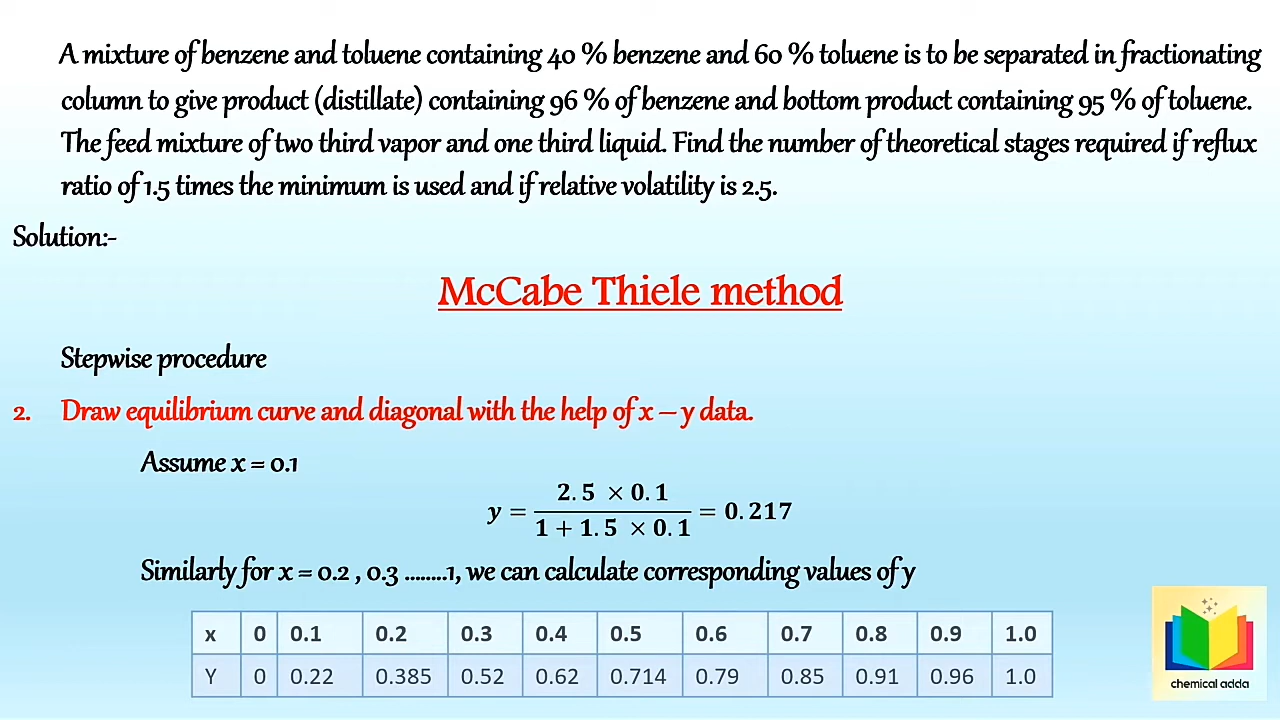 A mixture of benzene and toluene containing 40 % benzene and 60 % toluene is to be separated in fractionating
column to give product (distillate) containing 96 % of benzene and bottom product containing 95 % of toluene.
The feed mixture of two third vapor and one third liquid. Find the number of theoretical stages required if reflux
ratio of 1.5 times the minimum is used and if relative volatility is 2.5.
Solution:-
McCabe Thiele method
Stepwise procedure
2. Draw equilibrium curve and diagonal with the help of x – y data.
Assume x = 0.1
y = (2.5 × 0.1) / (1 + 1.5 × 0.1) = 0.217
Similarly for x = 0.2 , 0.3 ........1, we can calculate corresponding values of y
x 0 0.1 0.2 0.3 0.4 0.5 0.6 0.7 0.8 0.9 1.0
Y 0 0.22 0.385 0.52 0.62 0.714 0.79 0.85 0.91 0.96 1.0
chemical adda